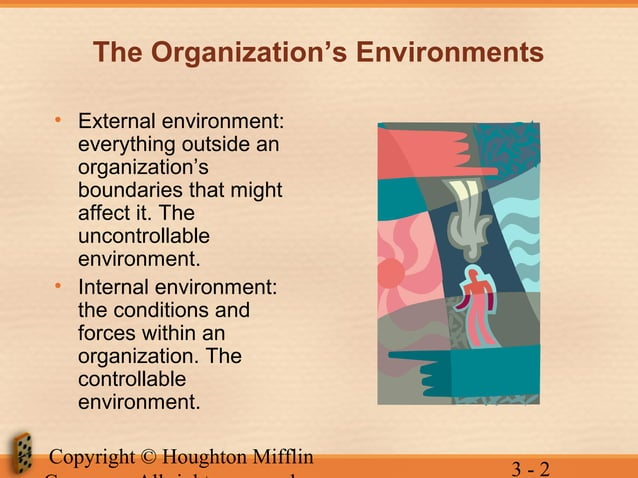 The Organization’s Environments
• External environment:
everything outside an
organization’s
boundaries that might
affect it. The
uncontrollable
environment.
• Internal environment:
the conditions and
forces within an
organization. The
controllable
environment.
Copyright © Houghton Mifflin
3 - 2